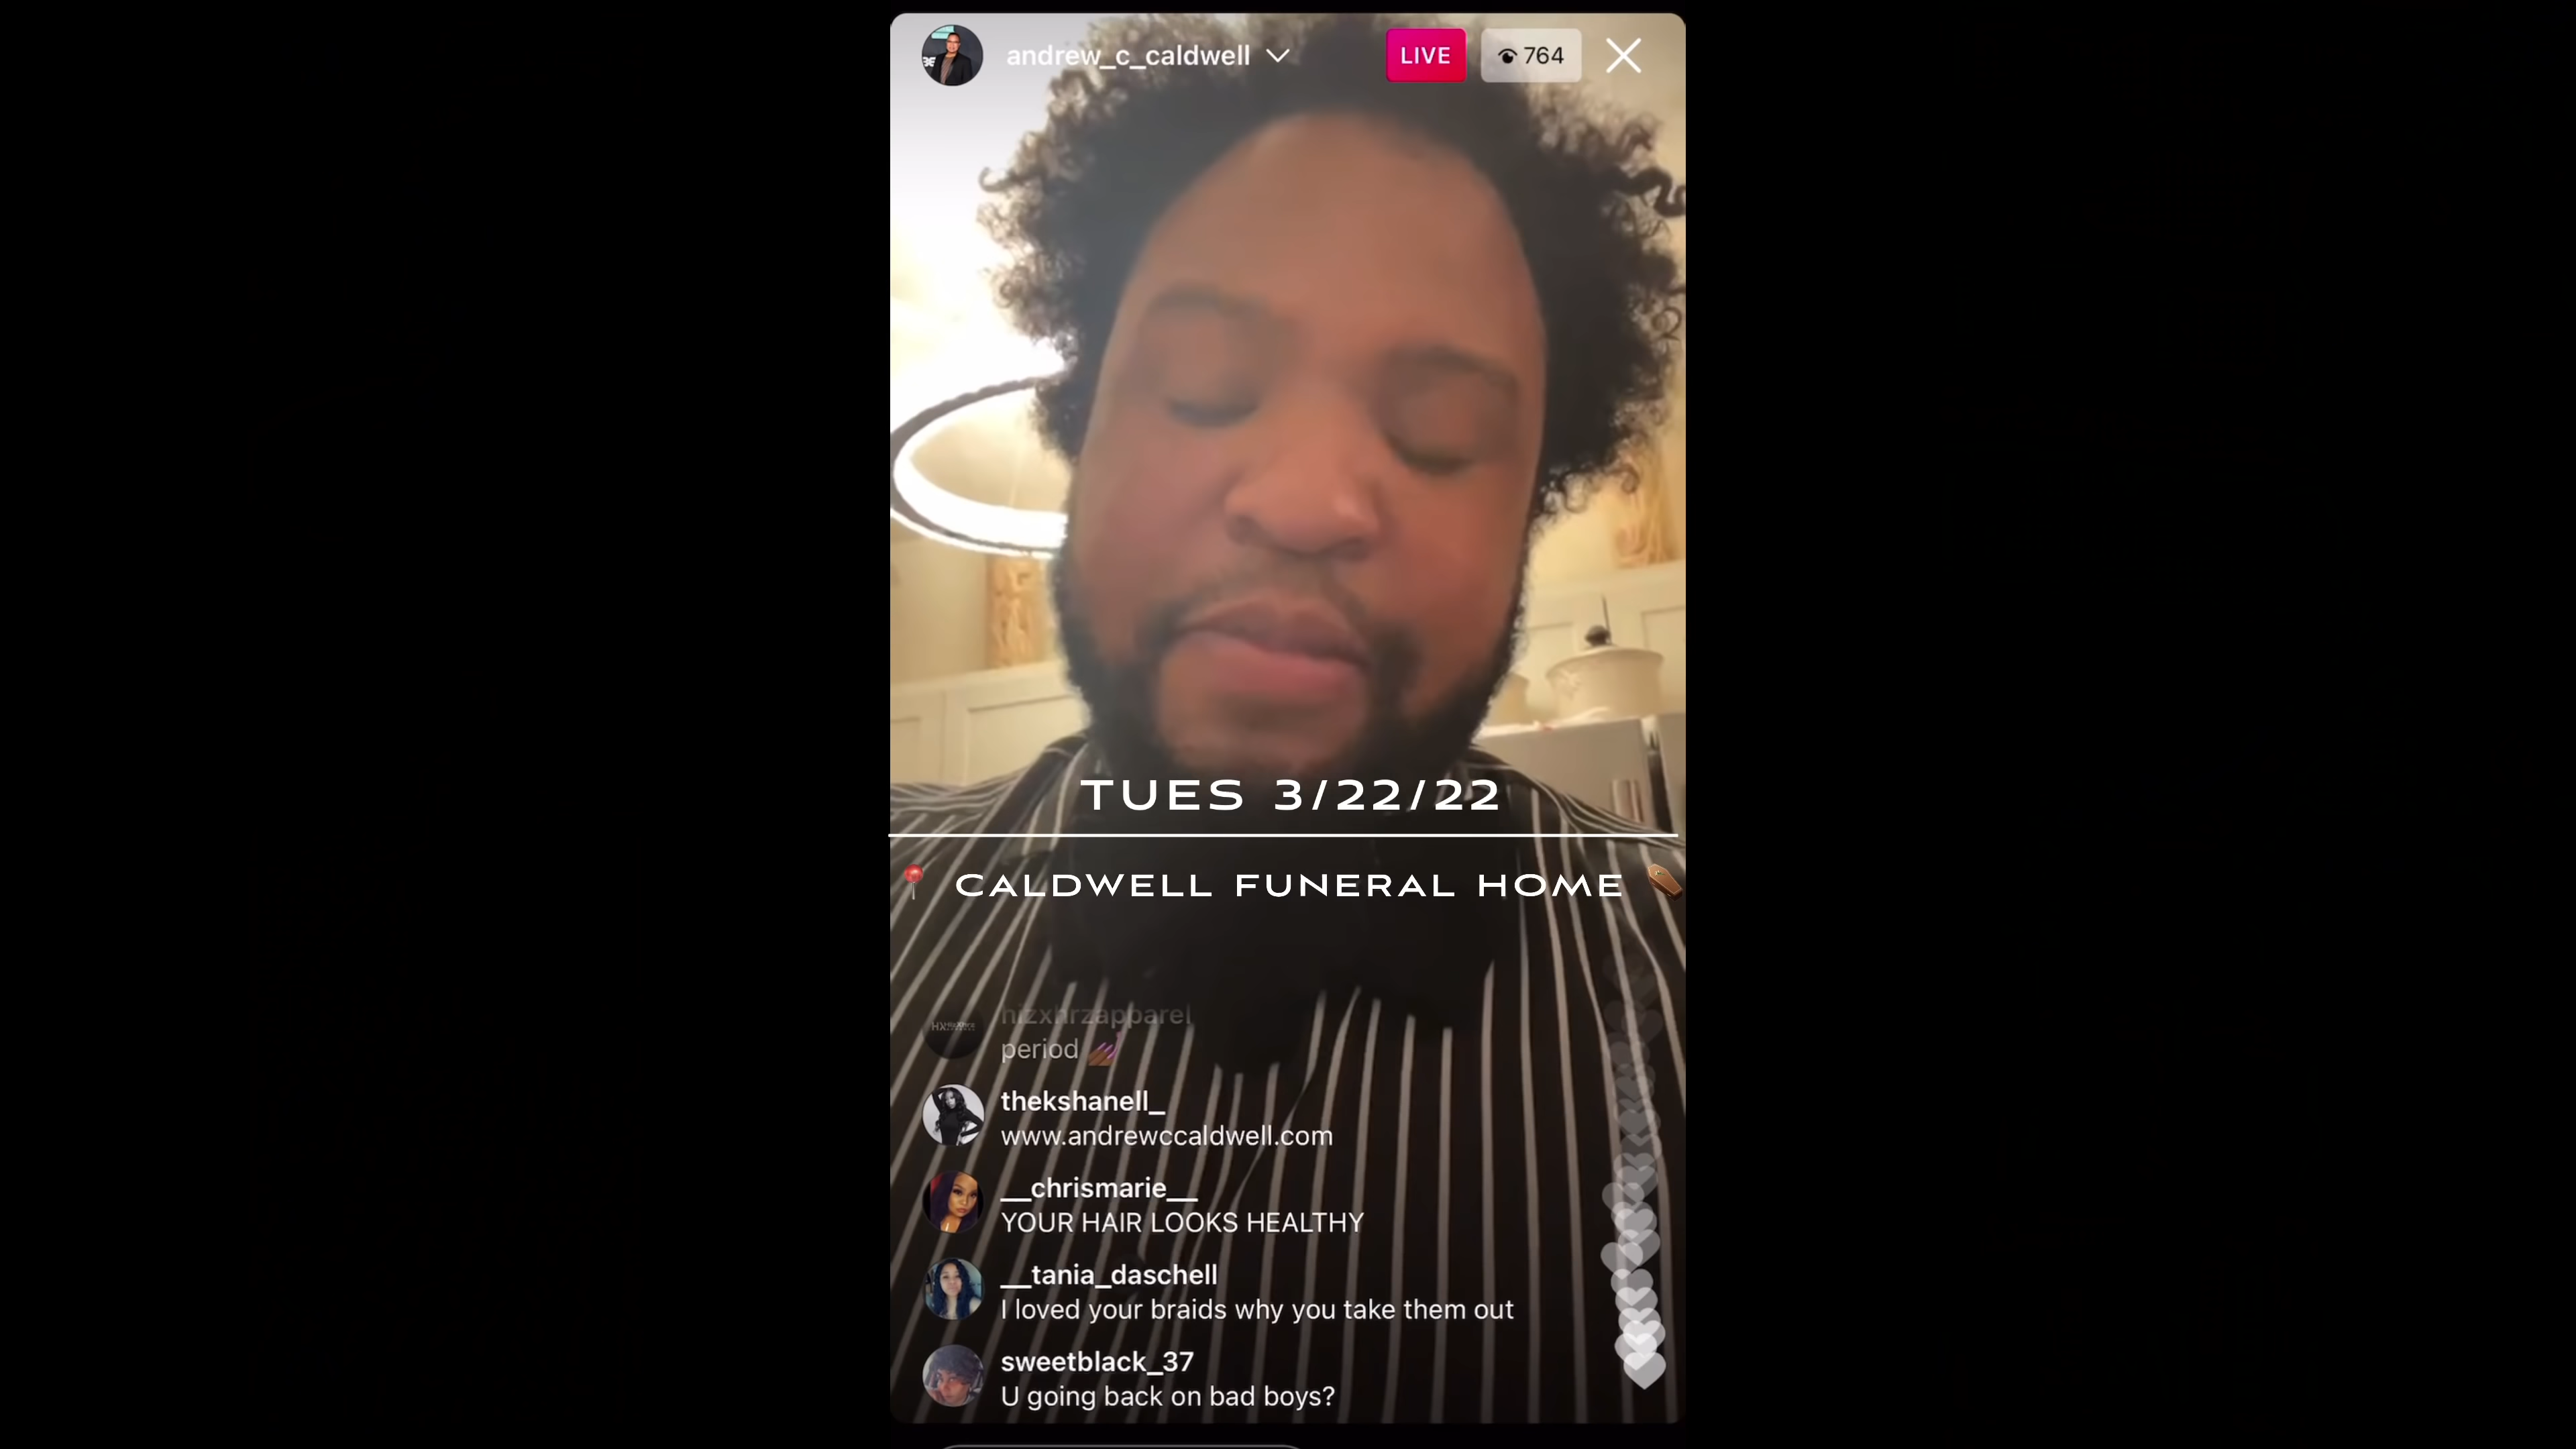 andrew_c_caldwell
LIVE
764
TUES 3/22/22
CALDWELL FUNERAL HOME
hizxhrzapparel
period
thekshanell_
www.andrewccaldwell.com
__chrismarie__
YOUR HAIR LOOKS HEALTHY
__tania_daschell
I loved your braids why you take them out
sweetblack_37
U going back on bad boys?